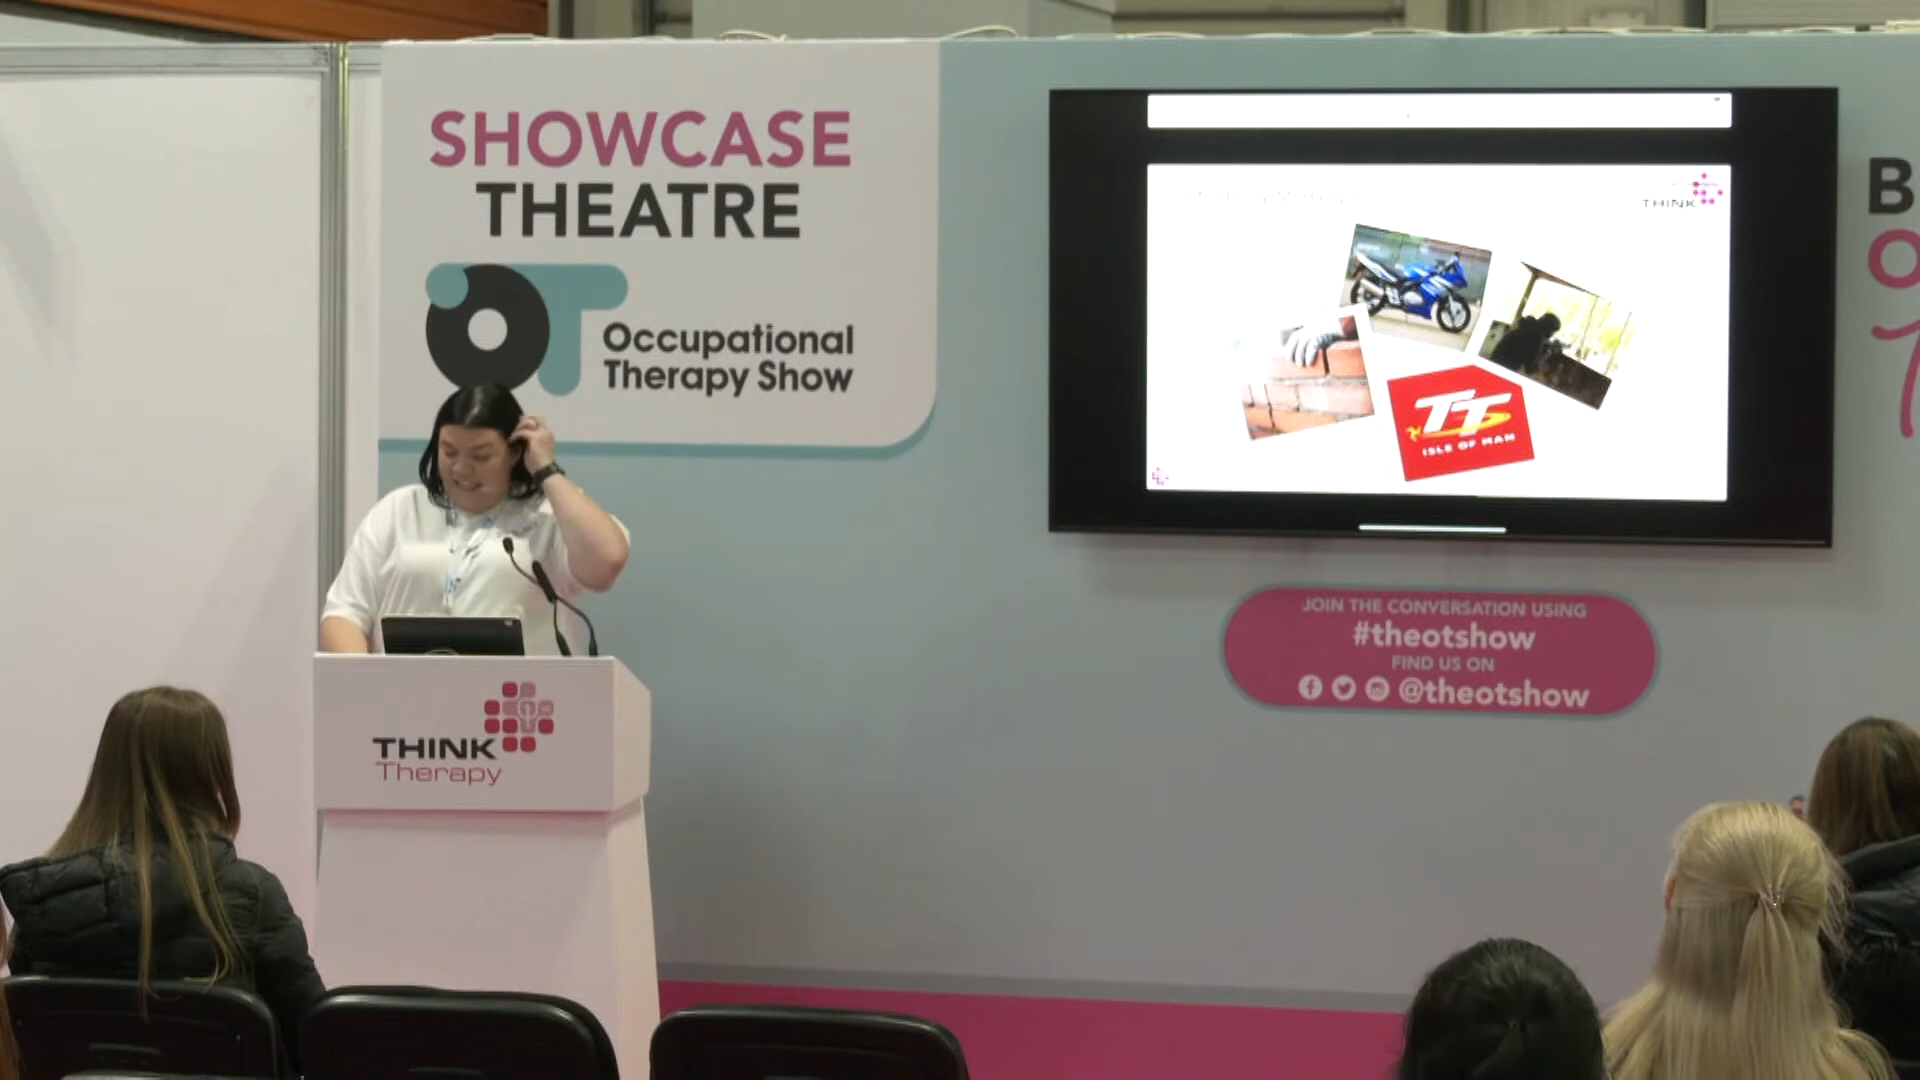 SHOWCASE
THEATRE
OT
Occupational
Therapy Show
THINK
TT
ISLE OF MAN
JOIN THE CONVERSATION USING
#theotshow
FIND US ON
@theotshow
THINK
Therapy
B